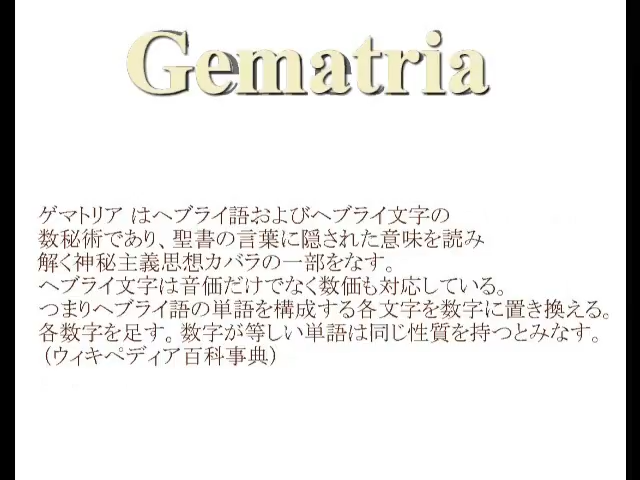 Gematria
ゲマトリア はヘブライ語およびヘブライ文字の
数秘術であり、聖書の言葉に隠された意味を読み
解く神秘主義思想カバラの一部をなす。
ヘブライ文字は音価だけでなく数価も対応している。
つまりヘブライ語の単語を構成する各文字を数字に置き換える。
各数字を足す。数字が等しい単語は同じ性質を持つとみなす。
（ウィキペディア百科事典）